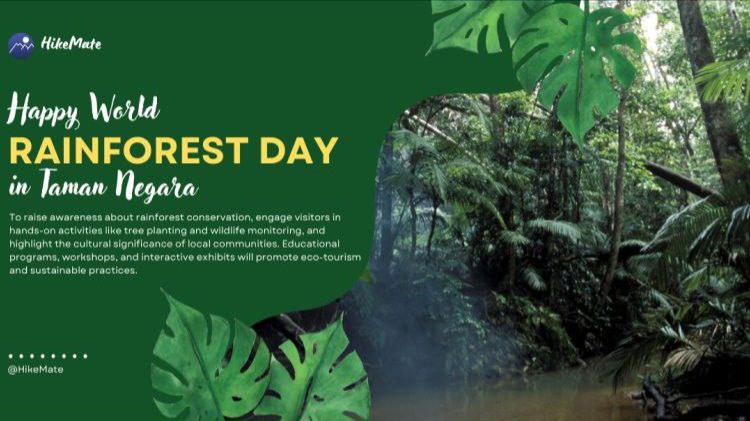 HikeMate
Happy World
RAINFOREST DAY
in Taman Negara
To raise awareness about rainforest conservation, engage visitors in
hands-on activities like tree planting and wildlife monitoring, and
highlight the cultural significance of local communities. Educational
programs, workshops, and interactive exhibits will promote eco-tourism
and sustainable practices.
@HikeMate